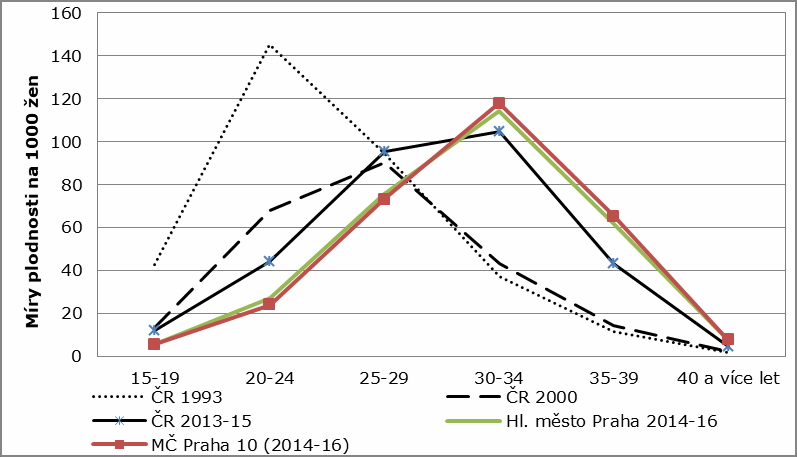 Míry plodnosti na 1000 žen
160
140
120
100
80
60
40
20
0
15-19 20-24 25-29 30-34 35-39 40 a více let
ČR 1993 ČR 2000
ČR 2013-15 Hl. město Praha 2014-16
MČ Praha 10 (2014-16)